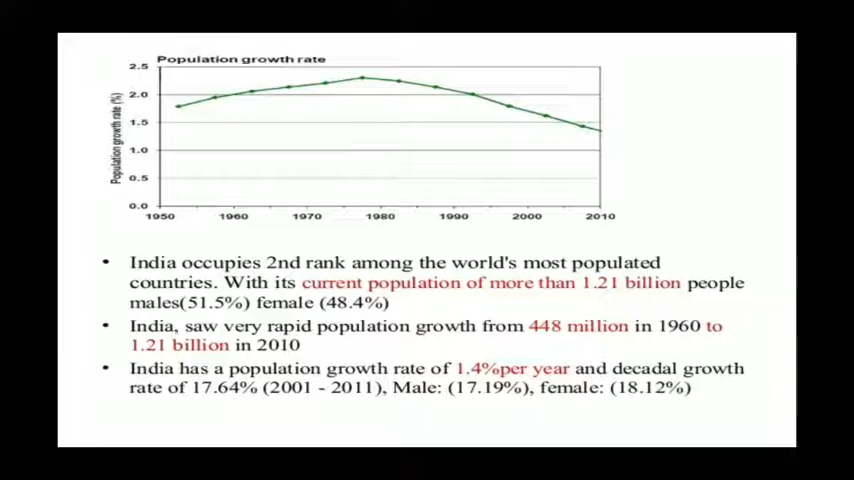 Population growth rate
Population growth rate (%)
2.5
2.0
1.5
1.0
0.5
0.0
1950 1960 1970 1980 1990 2000 2010
• India occupies 2nd rank among the world's most populated
countries. With its current population of more than 1.21 billion people
males(51.5%) female (48.4%)
• India, saw very rapid population growth from 448 million in 1960 to
1.21 billion in 2010
• India has a population growth rate of 1.4%per year and decadal growth
rate of 17.64% (2001 - 2011), Male: (17.19%), female: (18.12%)